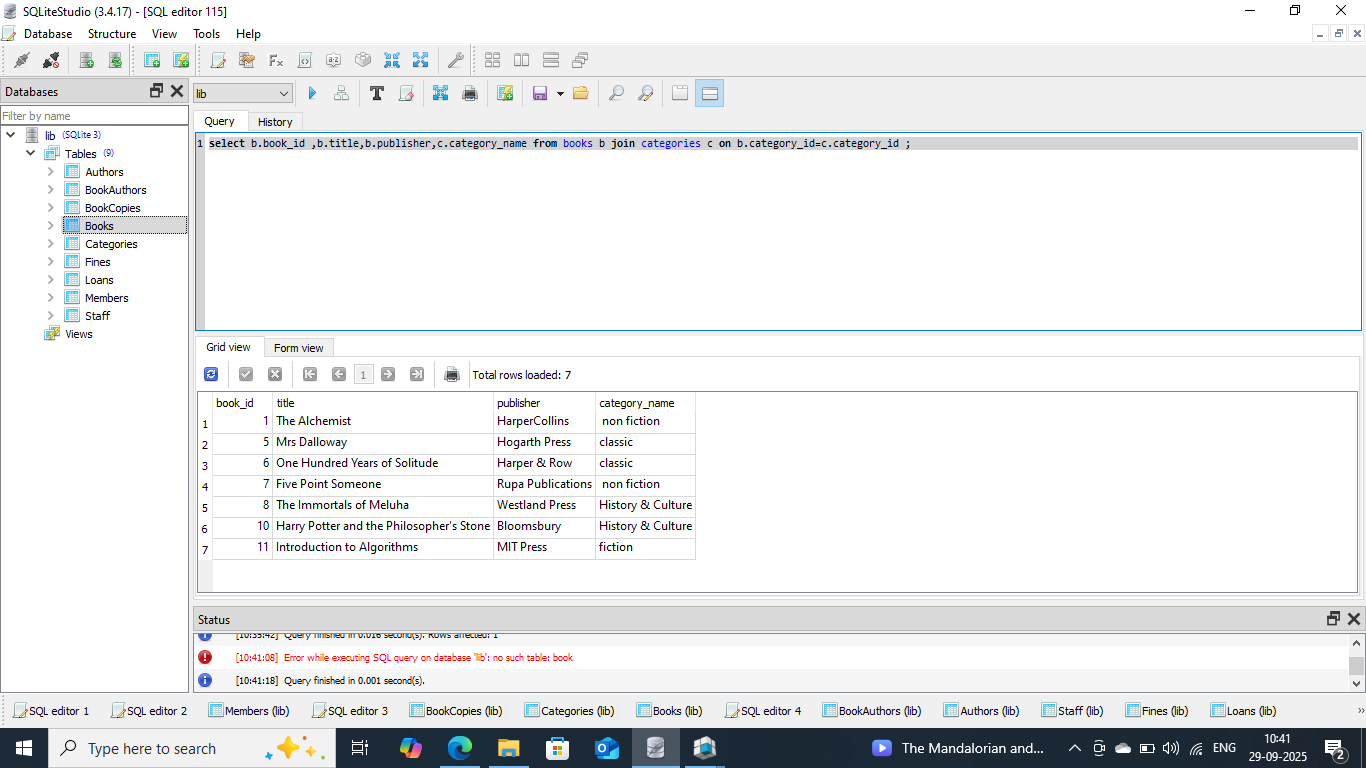 SQLiteStudio (3.4.17) - [SQL editor 115]
Database Structure View Tools Help
Databases
lib
Filter by name
lib (SQLite 3)
Tables (9)
Authors
BookAuthors
BookCopies
Books
Categories
Fines
Loans
Members
Staff
Views
Query History
1 select b.book_id ,b.title,b.publisher,c.category_name from books b join categories c on b.category_id=c.category_id ;
Grid view Form view
1 Total rows loaded: 7
book_id title publisher category_name
1 1 The Alchemist HarperCollins non fiction
2 5 Mrs Dalloway Hogarth Press classic
3 6 One Hundred Years of Solitude Harper & Row classic
4 7 Five Point Someone Rupa Publications non fiction
5 8 The Immortals of Meluha Westland Press History & Culture
6 10 Harry Potter and the Philosopher's Stone Bloomsbury History & Culture
7 11 Introduction to Algorithms MIT Press fiction
Status
[10:35:42] Query finished in 0.016 second(s). Rows affected: 1
[10:41:08] Error while executing SQL query on database 'lib': no such table: book
[10:41:18] Query finished in 0.001 second(s).
SQL editor 1 SQL editor 2 Members (lib) SQL editor 3 BookCopies (lib) Categories (lib) Books (lib) SQL editor 4 BookAuthors (lib) Authors (lib) Staff (lib) Fines (lib) Loans (lib) »
Type here to search
The Mandalorian and...
ENG
10:41
29-09-2025
2